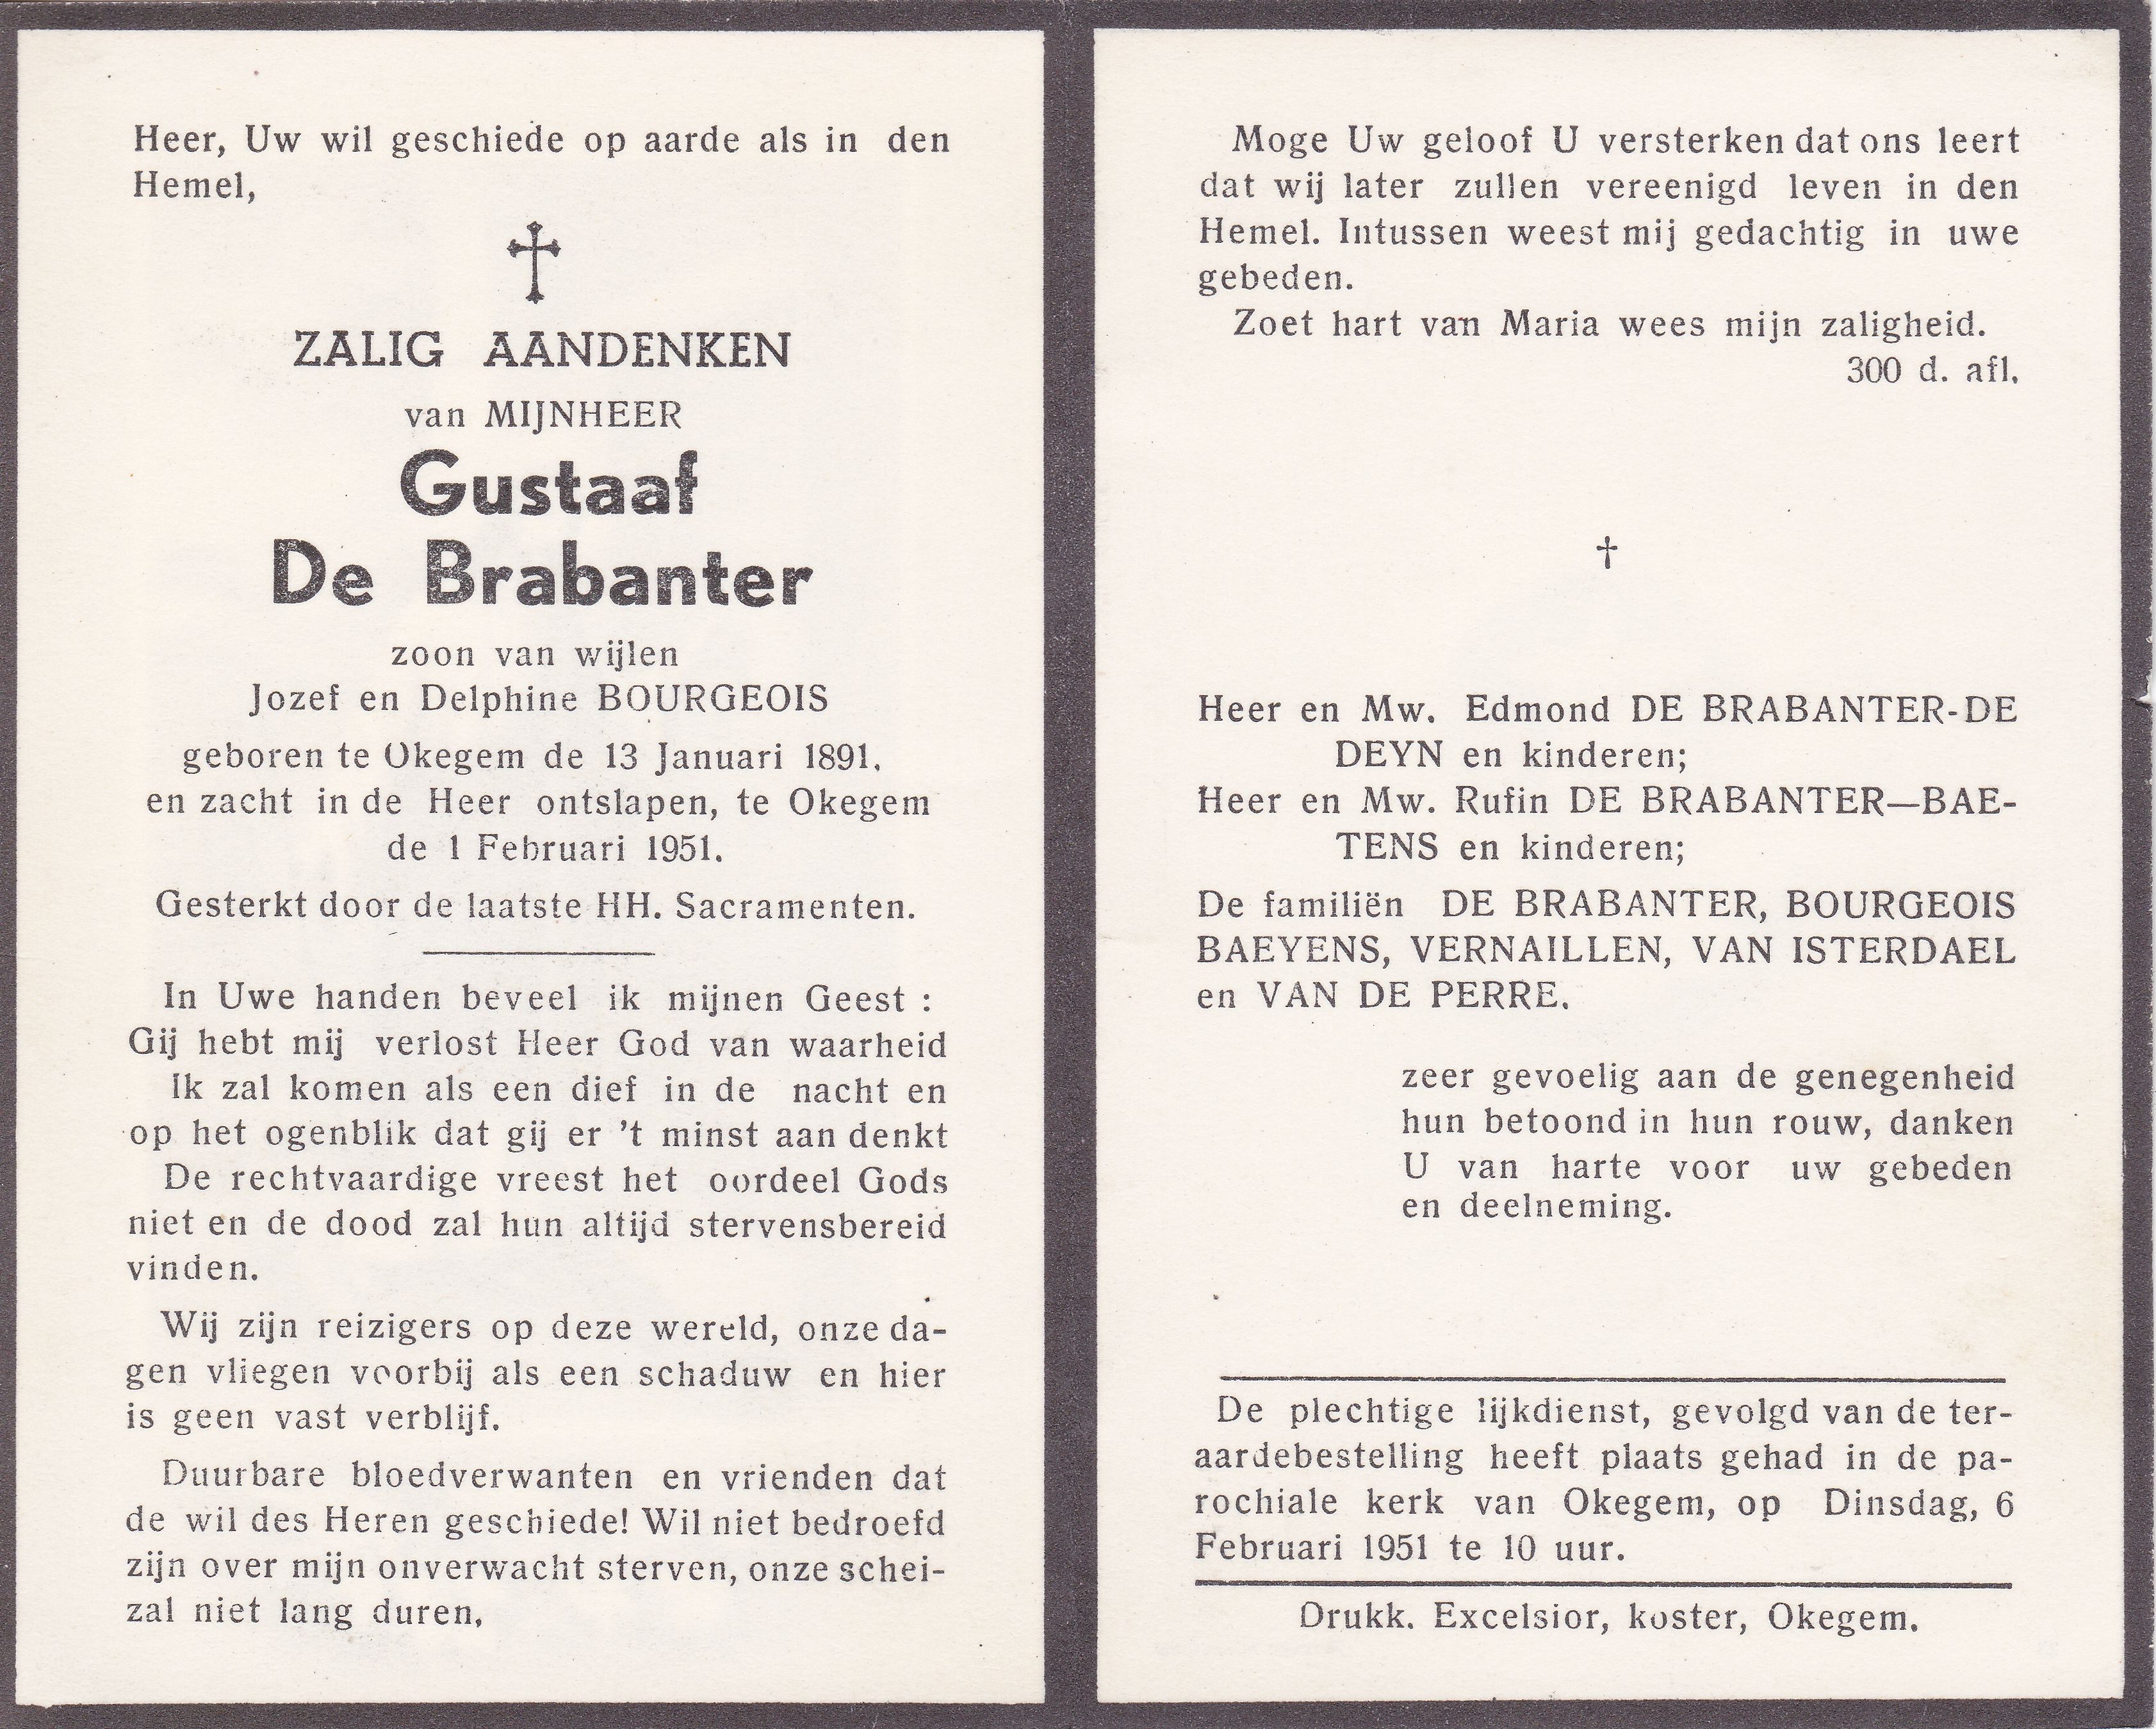 Heer, Uw wil geschiede op aarde als in den
Hemel,
ZALIG AANDENKEN
van MIJNHEER
Gustaaf
De Brabanter
zoon van wijlen
Jozef en Delphine BOURGEOIS
geboren te Okegem de 13 Januari 1891.
en zacht in de Heer ontslapen, te Okegem
de 1 Februari 1951.
Gesterkt door de laatste HH. Sacramenten.
In Uwe handen beveel ik mijnen Geest :
Gij hebt mij verlost Heer God van waarheid
Ik zal komen als een dief in de nacht en
op het ogenblik dat gij er 't minst aan denkt
De rechtvaardige vreest het oordeel Gods
niet en de dood zal hun altijd stervensbereid
vinden.
Wij zijn reizigers op deze wereld, onze da-
gen vliegen voorbij als een schaduw en hier
is geen vast verblijf.
Duurbare bloedverwanten en vrienden dat
de wil des Heren geschiede! Wil niet bedroefd
zijn over mijn onverwacht sterven, onze schei-
zal niet lang duren.
Moge Uw geloof U versterken dat ons leert
dat wij later zullen vereenigd leven in den
Hemel. Intussen weest mij gedachtig in uwe
gebeden.
Zoet hart van Maria wees mijn zaligheid.
300 d. afl.
†
Heer en Mw. Edmond DE BRABANTER-DE
DEYN en kinderen;
Heer en Mw. Rufin DE BRABANTER—BAE-
TENS en kinderen;
De familiën DE BRABANTER, BOURGEOIS
BAEYENS, VERNAILLEN, VAN ISTERDAEL
en VAN DE PERRE.
zeer gevoelig aan de genegenheid
hun betoond in hun rouw, danken
U van harte voor uw gebeden
en deelneming.
De plechtige lijkdienst, gevolgd van de ter-
aardebestelling heeft plaats gehad in de pa-
rochiale kerk van Okegem, op Dinsdag, 6
Februari 1951 te 10 uur.
Drukk. Excelsior, koster, Okegem.